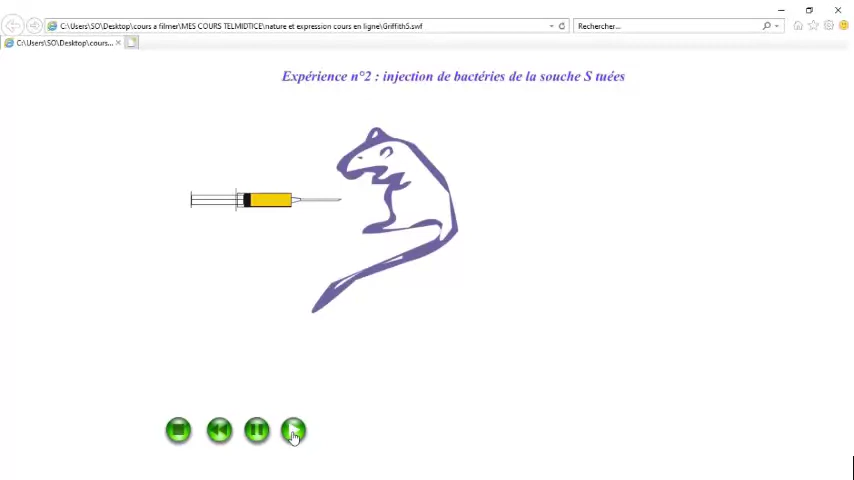 C:\Users\SO\Desktop\cours a filmer\MES COURS TELMIDTICE\nature et expression cours en ligne\Griffith5.swf
Rechercher...
C:\Users\SO\Desktop\cours...
Expérience n°2 : injection de bactéries de la souche S tuées